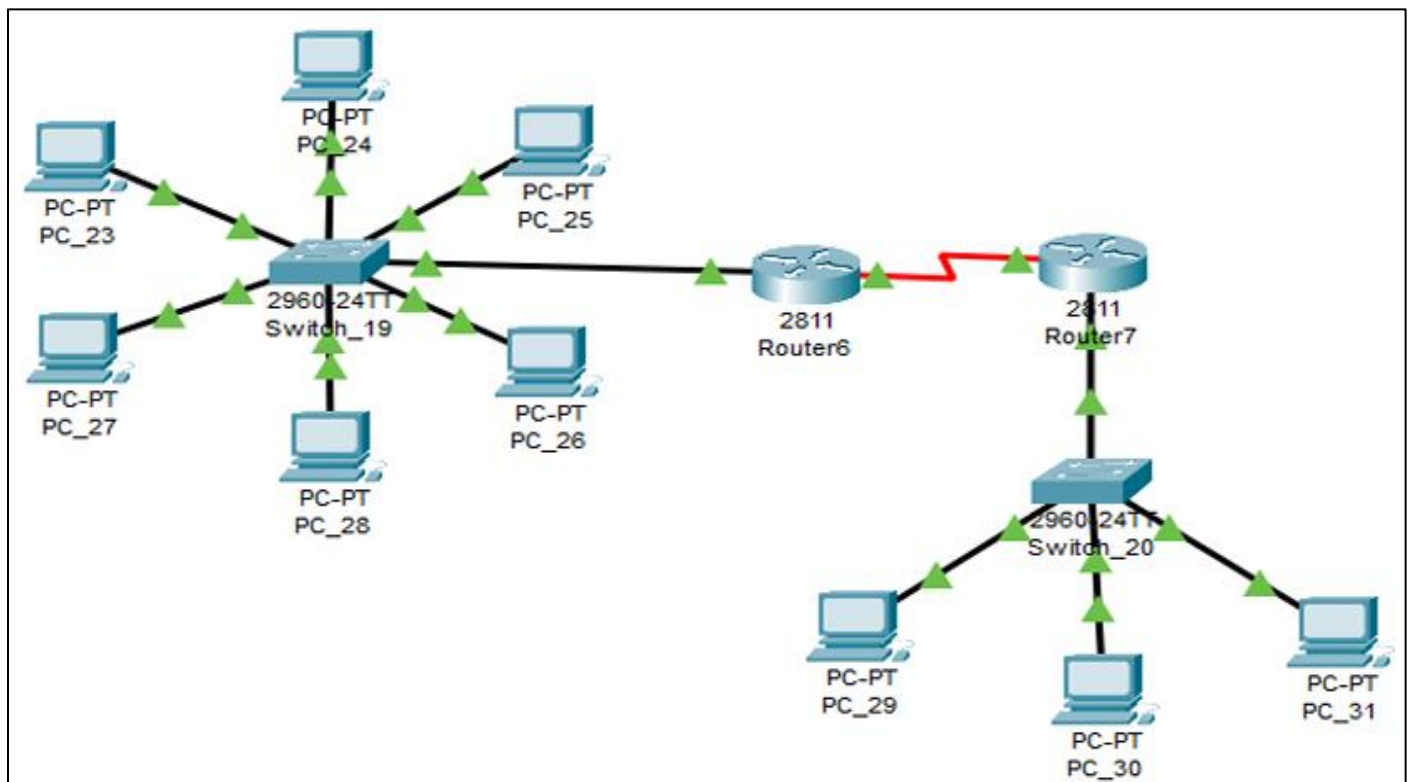 PC-PT
PC_24
PC-PT
PC_23
PC-PT
PC_25
2960-24TT
Switch_19
2811
Router6
2811
Router7
PC-PT
PC_27
PC-PT
PC_26
PC-PT
PC_28
2960-24TT
Switch_20
PC-PT
PC_29
PC-PT
PC_31
PC-PT
PC_30